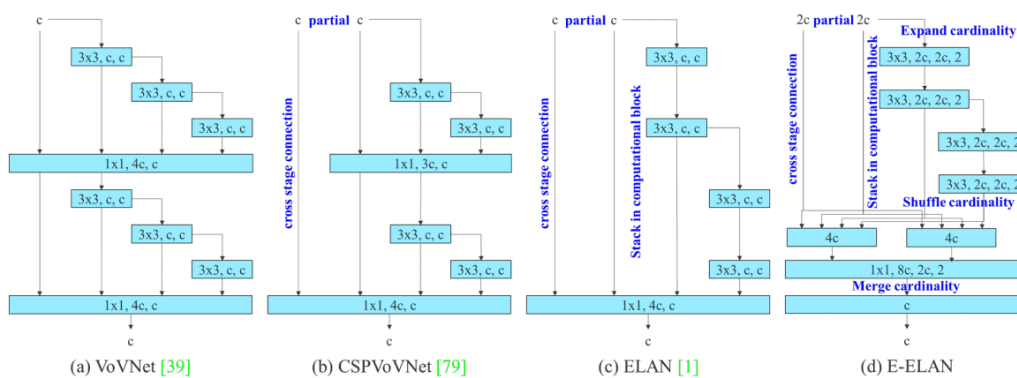 c
3x3, c, c
3x3, c, c
3x3, c, c
1x1, 4c, c
3x3, c, c
3x3, c, c
3x3, c, c
1x1, 4c, c
c
(a) VoVNet [39]
c partial c
cross stage connection
3x3, c, c
3x3, c, c
1x1, 3c, c
3x3, c, c
3x3, c, c
1x1, 4c, c
c
(b) CSPVoVNet [79]
c partial c
cross stage connection
Stack in computational block
3x3, c, c
3x3, c, c
3x3, c, c
3x3, c, c
1x1, 4c, c
c
(c) ELAN [1]
2c partial 2c
Expand cardinality
cross stage connection
Stack in computational block
3x3, 2c, 2c, 2
3x3, 2c, 2c, 2
3x3, 2c, 2c, 2
3x3, 2c, 2c, 2
Shuffle cardinality
4c
4c
1x1, 8c, 2c, 2
Merge cardinality
c
c
(d) E-ELAN